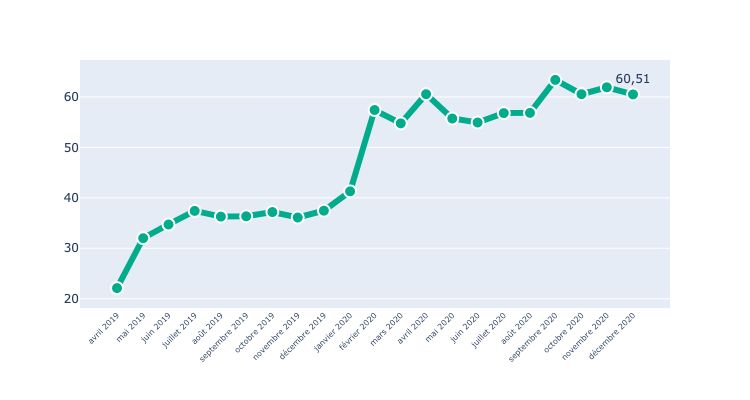 60,51
60
50
40
30
20
avril 2019
mai 2019
juin 2019
juillet 2019
août 2019
septembre 2019
octobre 2019
novembre 2019
décembre 2019
janvier 2020
février 2020
mars 2020
avril 2020
mai 2020
juin 2020
juillet 2020
août 2020
septembre 2020
octobre 2020
novembre 2020
décembre 2020